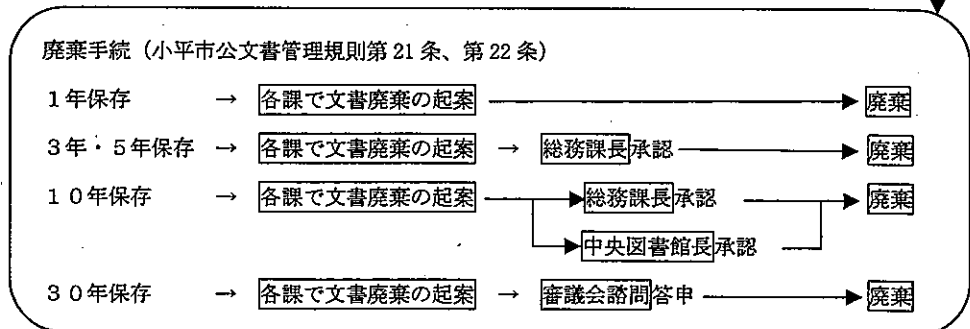 廃棄手続（小平市公文書管理規則第21条、第22条）
1年保存 → 各課で文書廃棄の起案 → 廃棄
3年・5年保存 → 各課で文書廃棄の起案 → 総務課長承認 → 廃棄
10年保存 → 各課で文書廃棄の起案 → 総務課長承認 → 廃棄
中央図書館長承認
30年保存 → 各課で文書廃棄の起案 → 審議会諮問答申 → 廃棄